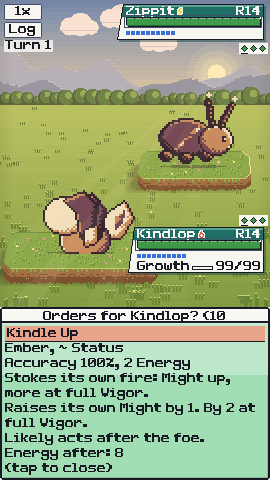 1x
Zippit R14
Log
Turn 1
Kindlop R14
Growth 99/99
Orders for Kindlop? (10
Kindle Up
Ember, ~ Status
Accuracy 100%, 2 Energy
Stokes its own fire: Might up,
more at full Vigor.
Raises its own Might by 1. By 2 at
full Vigor.
Likely acts after the foe.
Energy after: 8
(tap to close)